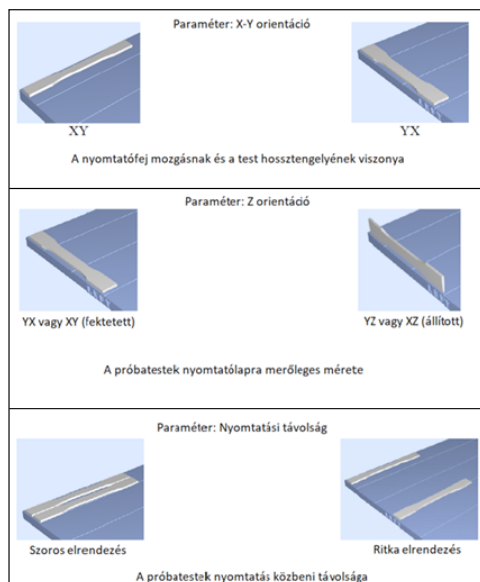 Paraméter: X-Y orientáció
XY YX
A nyomtatófej mozgásnak és a test hossztengelyének viszonya
Paraméter: Z orientáció
YX vagy XY (fektetett) YZ vagy XZ (állított)
A próbatestek nyomtatólapra merőleges mérete
Paraméter: Nyomtatási távolság
Szoros elrendezés Ritka elrendezés
A próbatestek nyomtatás közbeni távolsága